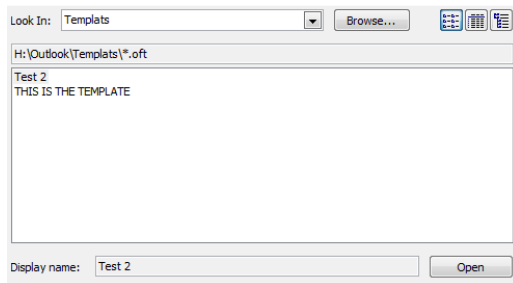 Look In: Templats Browse...
H:\Outlook\Templats\*.oft
Test 2
THIS IS THE TEMPLATE
Display name: Test 2 Open